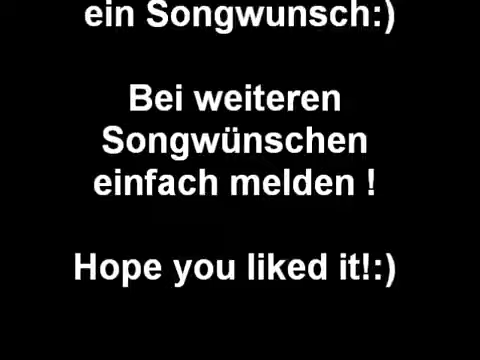 ein Songwunsch:)
Bei weiteren
Songwünschen
einfach melden !
Hope you liked it!:)